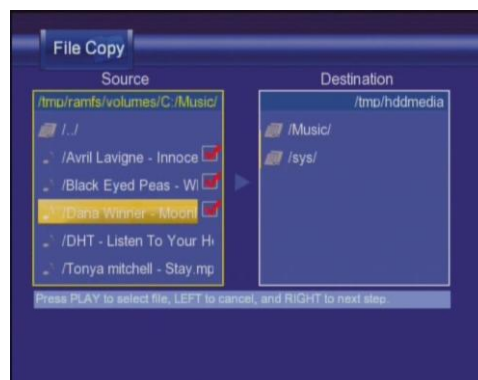 File Copy
Source
Destination
/tmp/ramfs/volumes/C:/Music/
/tmp/hddmedia
/../
/Music/
/Avril Lavigne - Innoce
/sys/
/Black Eyed Peas - W
/Dana Winner - Moonl
/DHT - Listen To Your H
/Tonya mitchell - Stay.mp
Press PLAY to select file, LEFT to cancel, and RIGHT to next step.